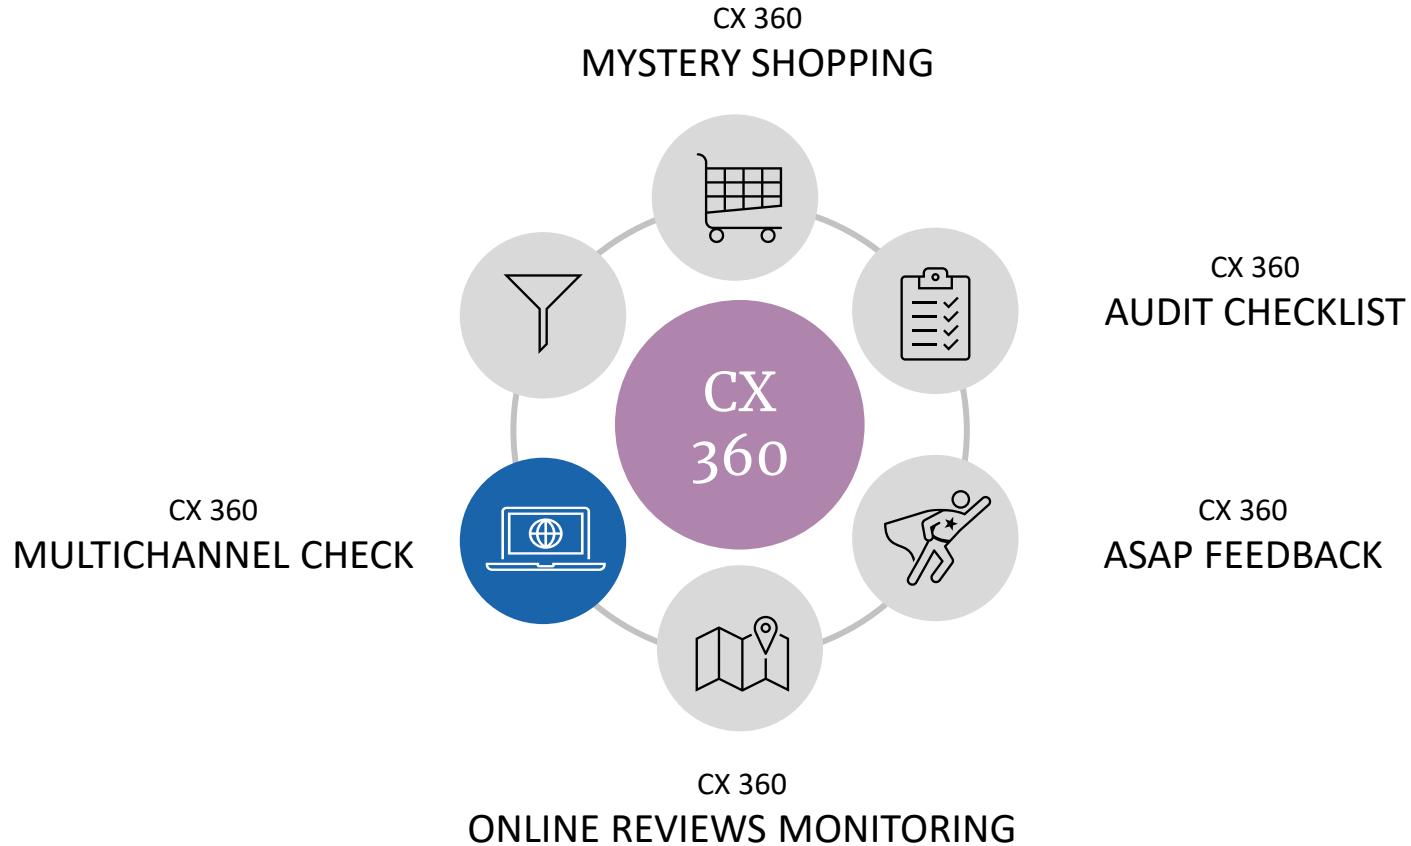 CX 360
MYSTERY SHOPPING
CX 360
AUDIT CHECKLIST
CX
360
CX 360
MULTICHANNEL CHECK
CX 360
ASAP FEEDBACK
CX 360
ONLINE REVIEWS MONITORING